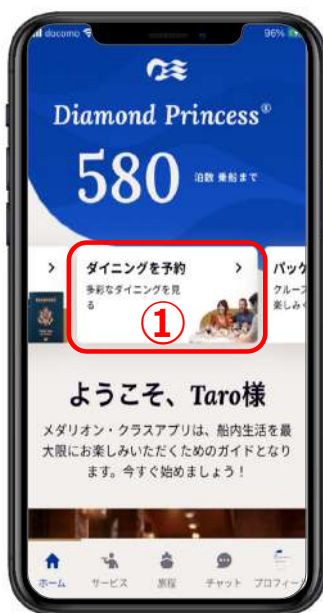 docomo
96%
Diamond Princess®
580 泊数 乗船まで
ダイニングを予約
多彩なダイニングを見
る
①
クルーズ
楽しみ
ようこそ、Taro様
メダリオン・クラスアプリは、船内生活を最
大限にお楽しみいただくためのガイドとなり
ます。今すぐ始めましょう！
ホーム サービス 旅程 チャット プロフィール